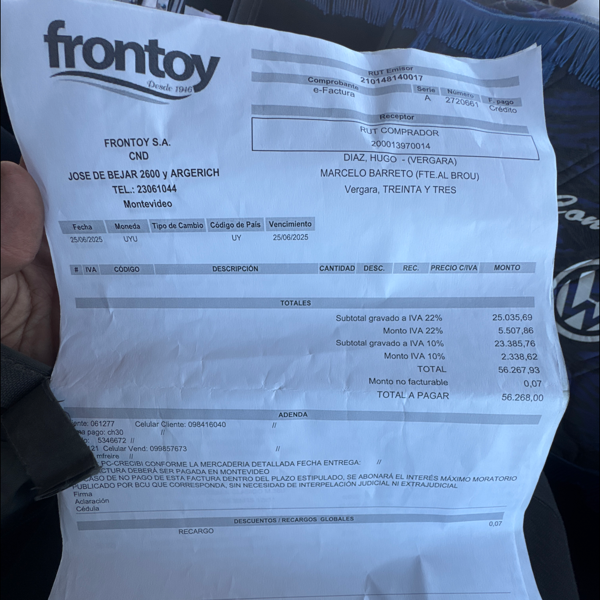 frontoy
Desde 1946
RUT Emisor
210148140017
Comprobante Serie Número F. pago
e-Factura A 2720661 Crédito
Receptor
RUT COMPRADOR
200013970014
FRONTOY S.A.
CND
JOSE DE BEJAR 2600 y ARGERICH
TEL.: 23061044
Montevideo
DIAZ, HUGO - (VERGARA)
MARCELO BARRETO (FTE.AL BROU)
Vergara, TREINTA Y TRES
Fecha Moneda Tipo de Cambio Código de País Vencimiento
25/06/2025 UYU UY 25/06/2025
# IVA CÓDIGO DESCRIPCIÓN CANTIDAD DESC. REC. PRECIO C/IVA MONTO
TOTALES
Subtotal gravado a IVA 22% 25.035,69
Monto IVA 22% 5.507,86
Subtotal gravado a IVA 10% 23.385,76
Monto IVA 10% 2.338,62
TOTAL 56.267,93
Monto no facturable 0,07
TOTAL A PAGAR 56.268,00
ADENDA
ente: 061277 Celular Cliente: 098416040 //
pago: ch30 //
5346672 //
Celular Vend: 099857673 //
mfreire //
PC-CRECIBI CONFORME LA MERCADERIA DETALLADA FECHA ENTREGA: //
DEBERA SER PAGADA EN MONTEVIDEO
CASO DE NO PAGO DE ESTA FACTURA DENTRO DEL PLAZO ESTIPULADO, SE ABONARÁ EL INTERÉS MÁXIMO MORATORIO
PUBLICADO POR BCU QUE CORRESPONDA, SIN NECESIDAD DE INTERPELACIÓN JUDICIAL NI EXTRAJUDICIAL
Firma
Aclaración
Cédula
DESCUENTOS / RECARGOS GLOBALES
RECARGO 0,07